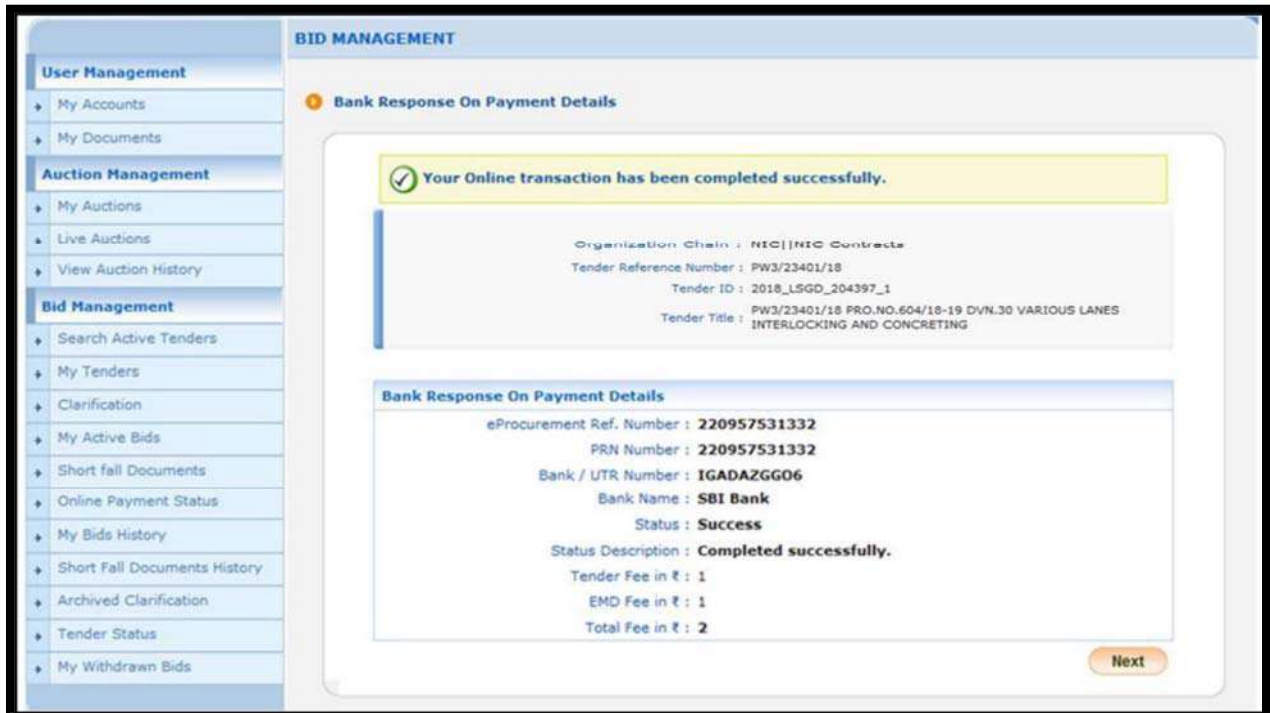 BID MANAGEMENT
User Management
My Accounts
My Documents
Auction Management
My Auctions
Live Auctions
View Auction History
Bid Management
Search Active Tenders
My Tenders
Clarification
My Active Bids
Short fall Documents
Online Payment Status
My Bids History
Short Fall Documents History
Archived Clarification
Tender Status
My Withdrawn Bids
Bank Response On Payment Details
Your Online transaction has been completed successfully.
Organization Chain : NIC||NIC Contracts
Tender Reference Number : PW3/23401/18
Tender ID : 2018_LSGD_204397_1
Tender Title : PW3/23401/18 PRO.NO.604/18-19 DVN.30 VARIOUS LANES
INTERLOCKING AND CONCRETING
Bank Response On Payment Details
eProcurement Ref. Number : 220957531332
PRN Number : 220957531332
Bank / UTR Number : IGADAZGGO6
Bank Name : SBI Bank
Status : Success
Status Description : Completed successfully.
Tender Fee in ₹ : 1
EMD Fee in ₹ : 1
Total Fee in ₹ : 2
Next